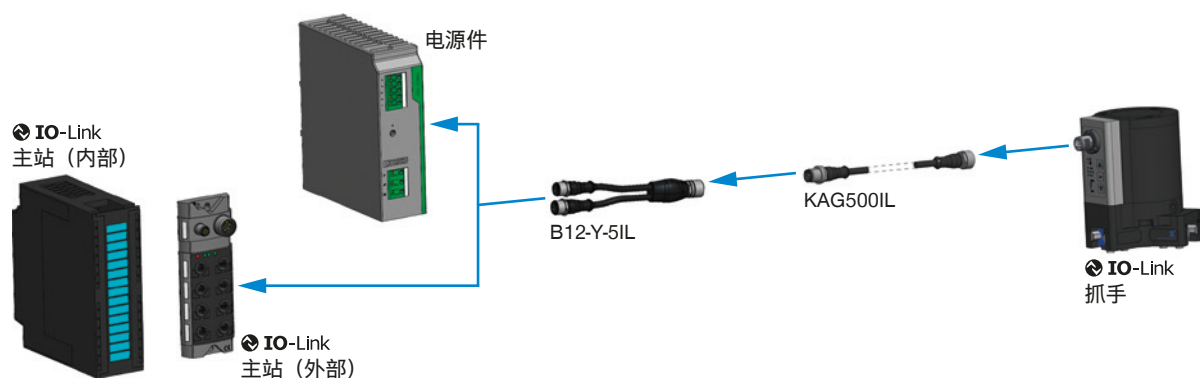 电源件
IO-Link
主站（内部）
B12-Y-5IL
KAG500IL
IO-Link
抓手
IO-Link
主站（外部）